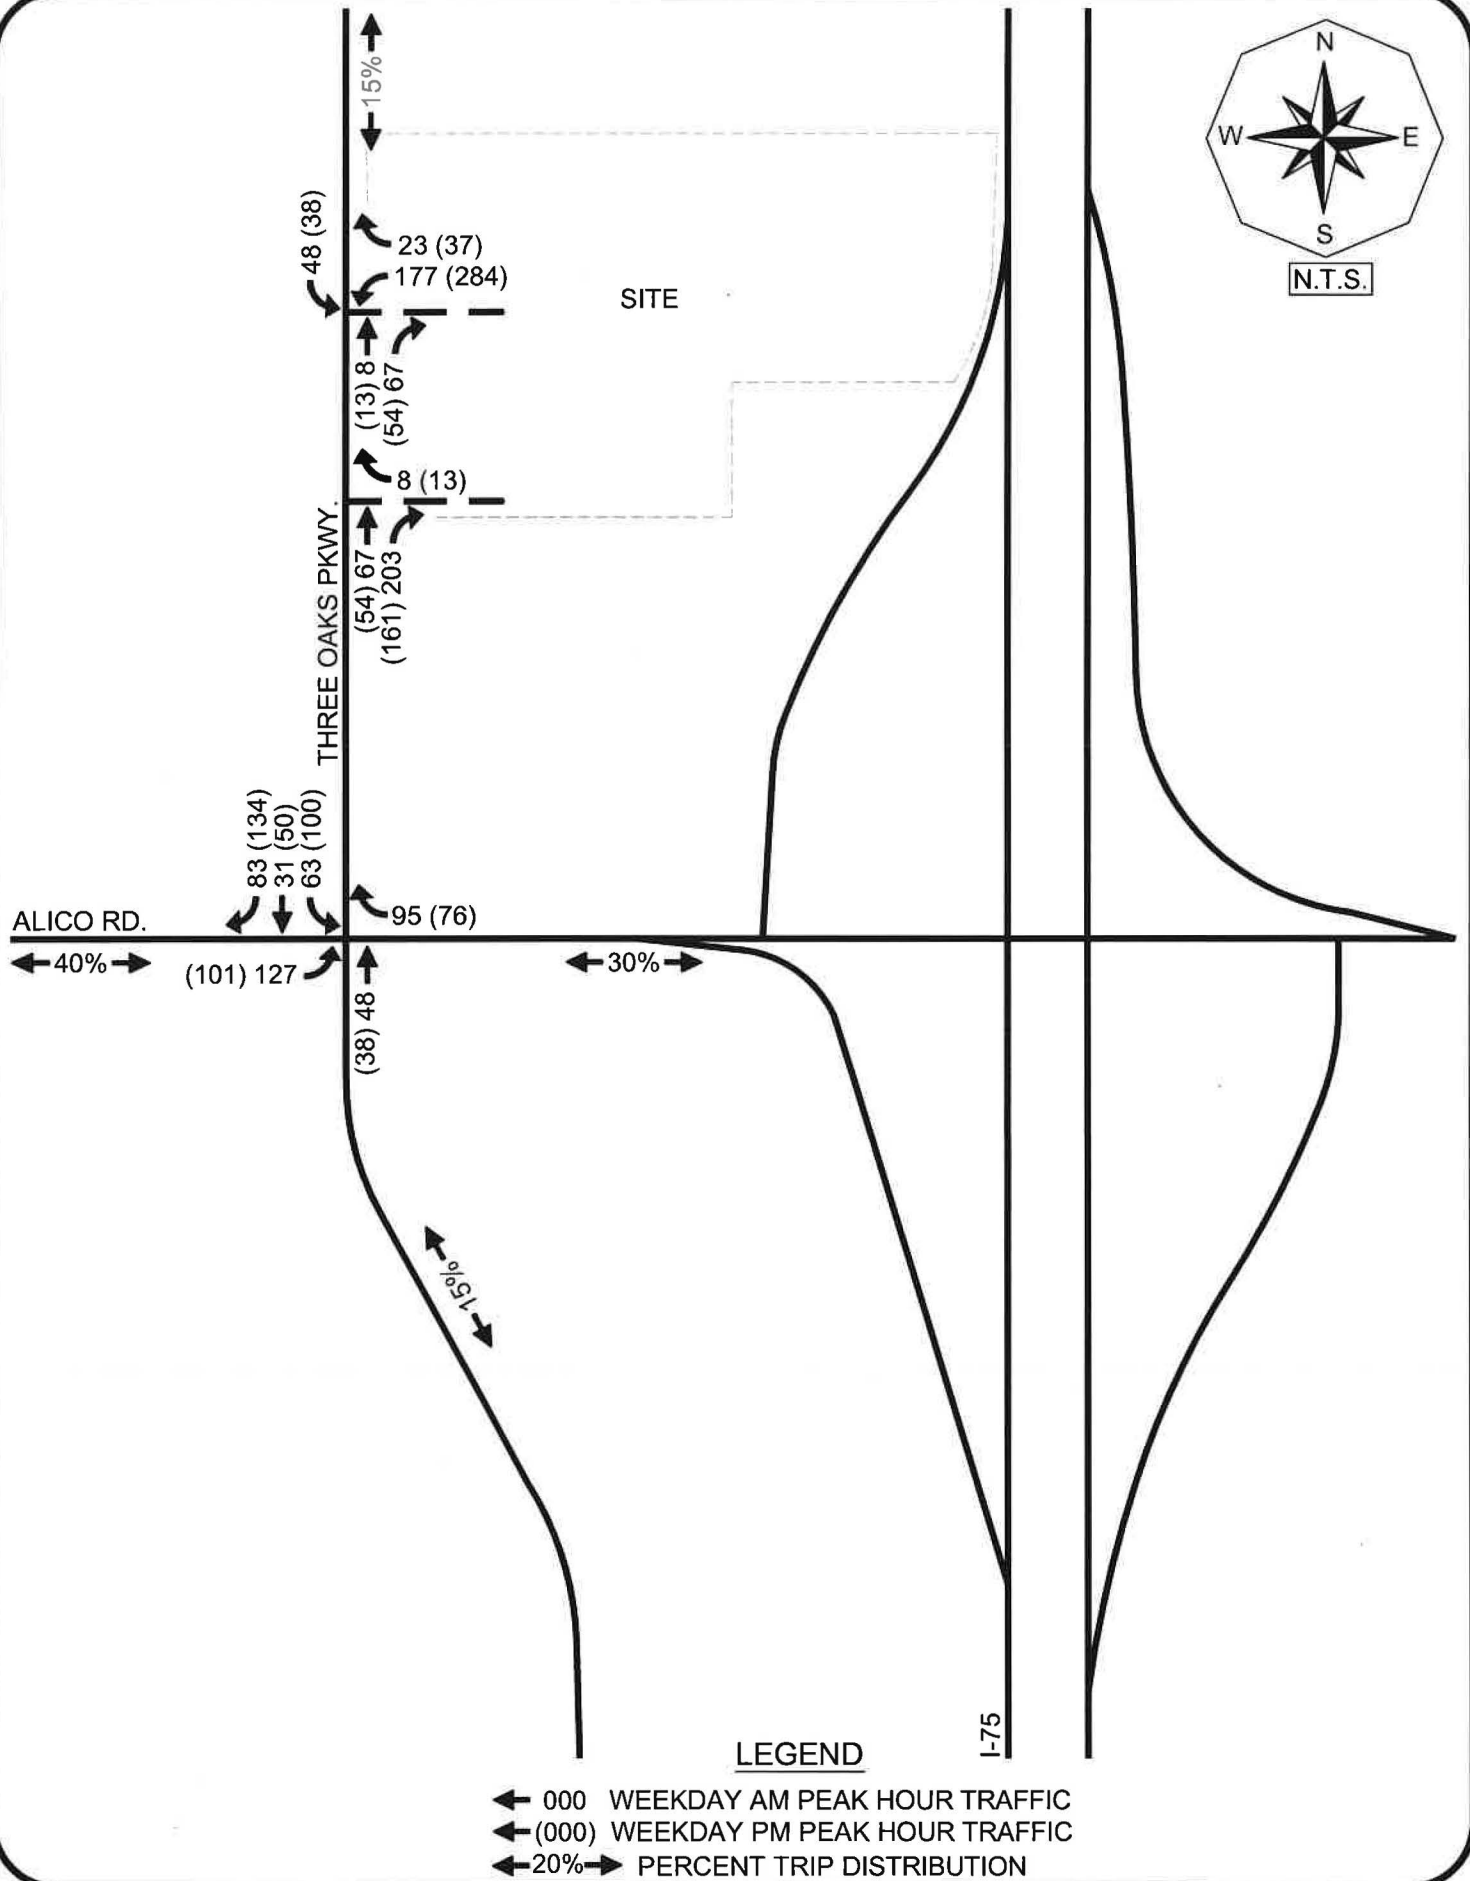 N
W
E
S
N.T.S.
15%
48 (38)
23 (37)
177 (284)
SITE
(13) 8
(54) 67
8 (13)
THREE OAKS PKWY.
(54) 67
(161) 203
83 (134)
31 (50)
63 (100)
95 (76)
ALICO RD.
40%
(101) 127
30%
(38) 48
15%
I-75
LEGEND
000 WEEKDAY AM PEAK HOUR TRAFFIC
(000) WEEKDAY PM PEAK HOUR TRAFFIC
20% PERCENT TRIP DISTRIBUTION